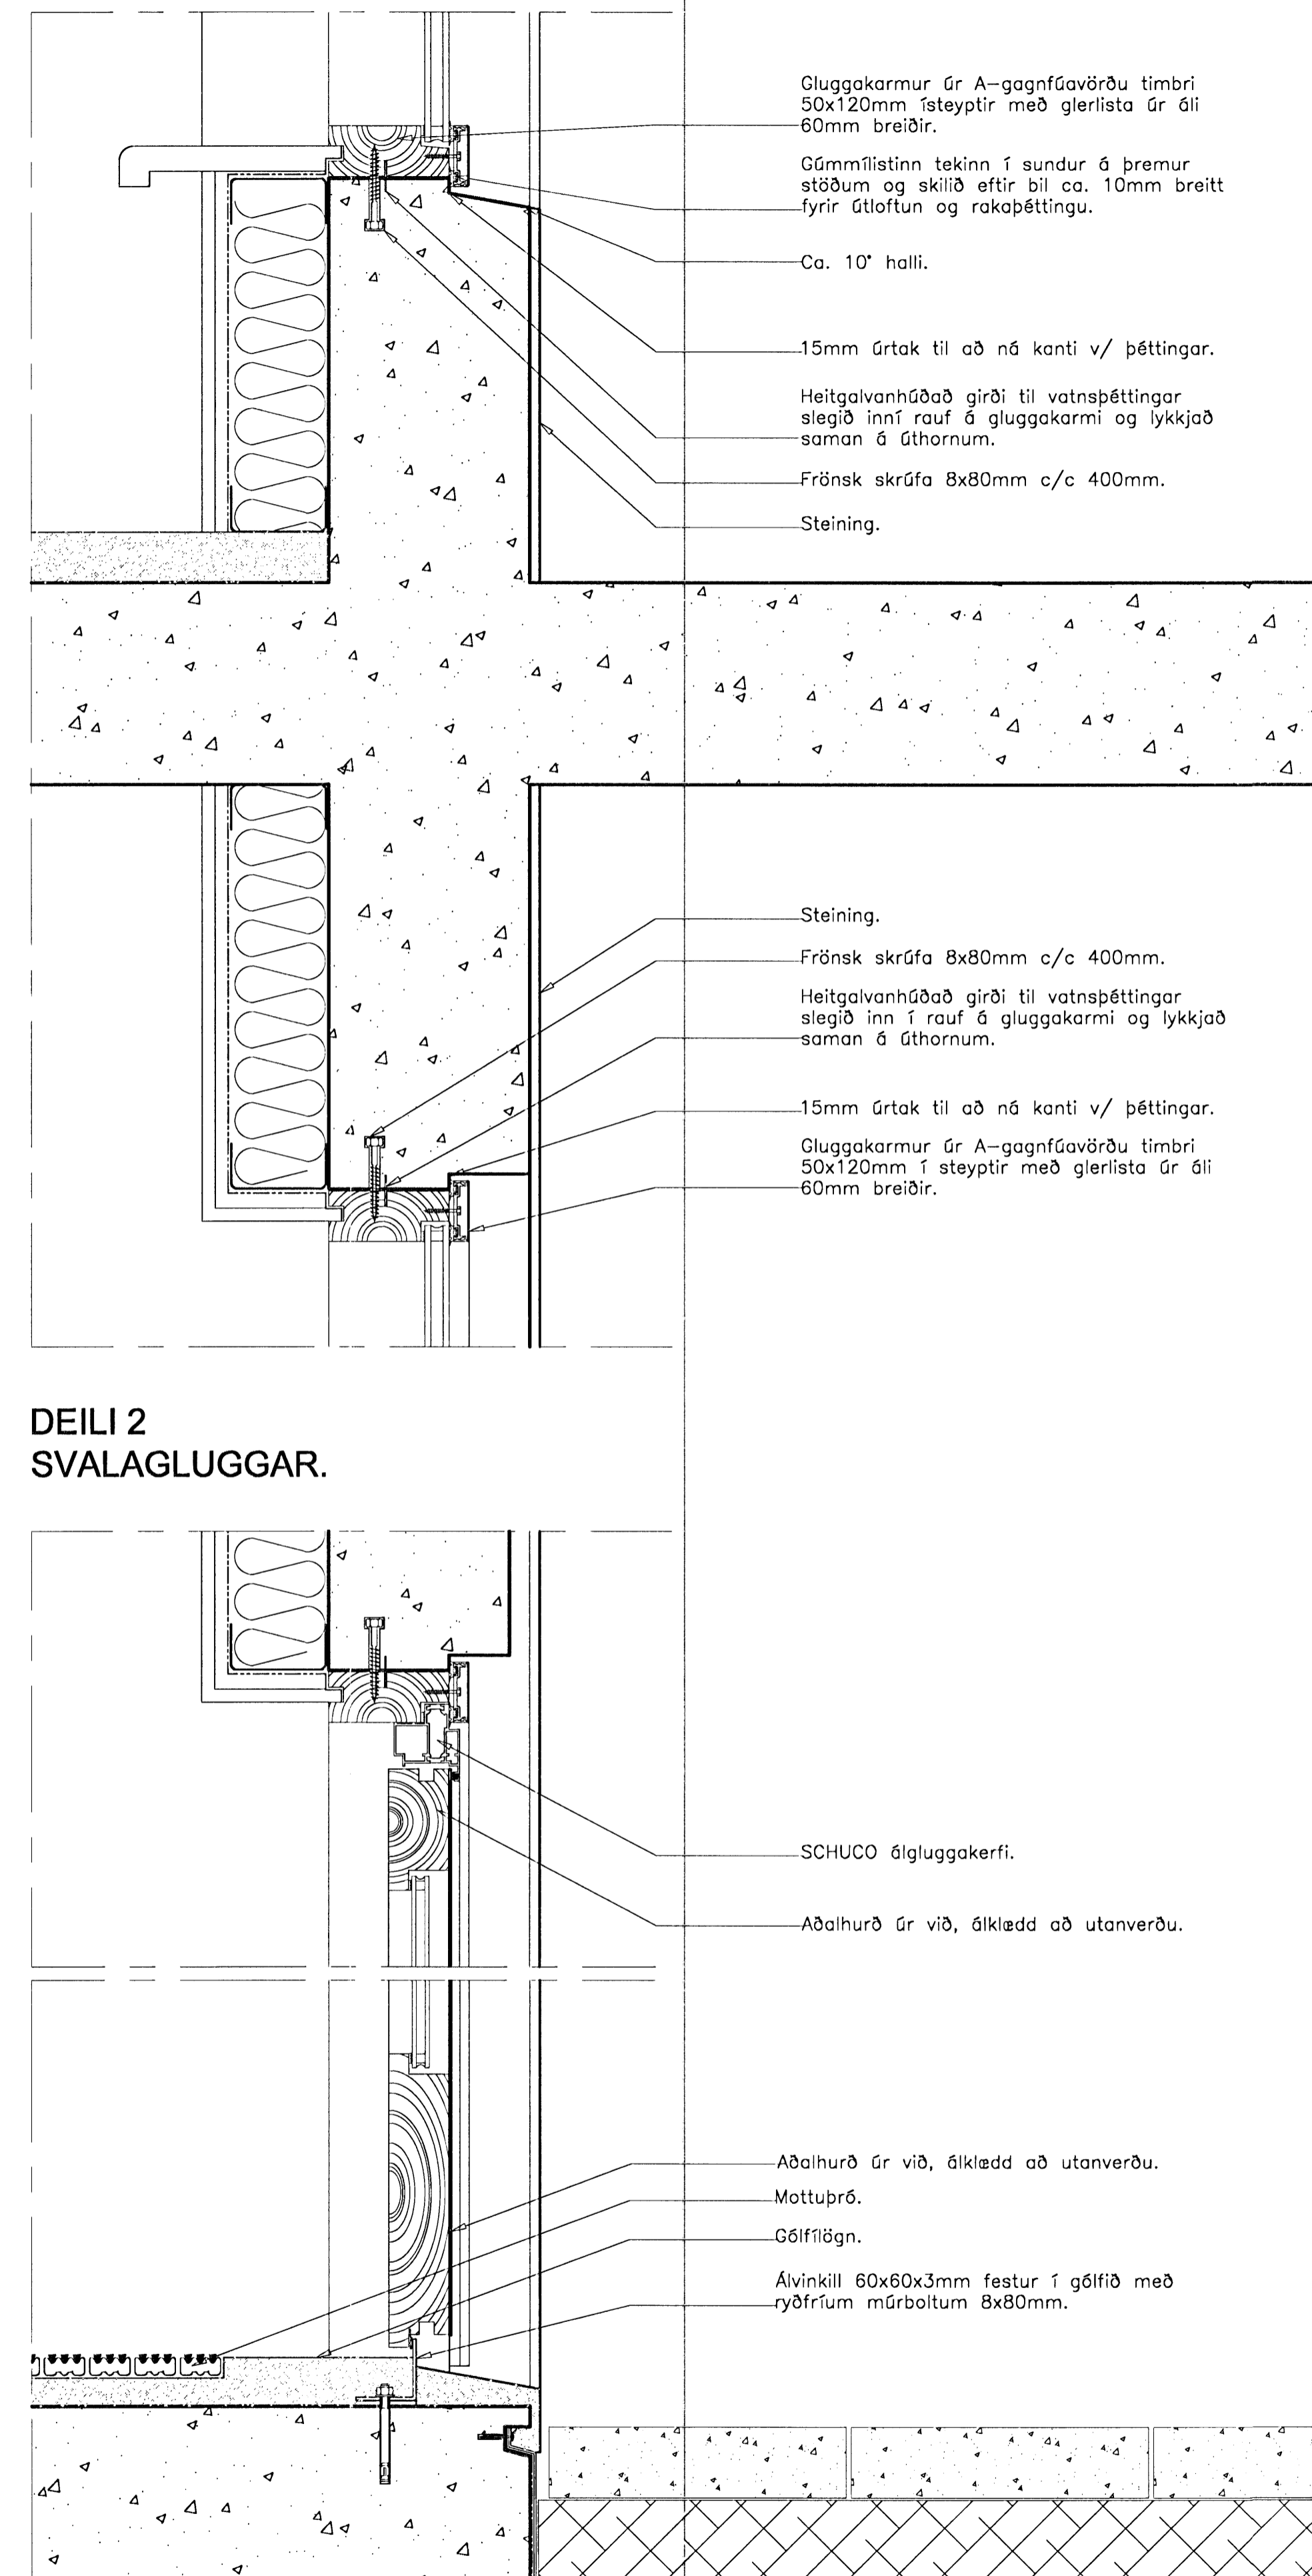 Gluggakarmur úr A-gagnfúavörðu timbri
50x120mm ísteyptir með glerlista úr áli
60mm breiðir.
Gúmmílistinn tekinn í sundur á þremur
stöðum og skilið eftir bil ca. 10mm breitt
fyrir útloftun og rakaþéttingu.
Ca. 10° halli.
15mm úrtak til að ná kanti v/ þéttingar.
Heitgalvanhúðað girði til vatnsþéttingar
slegið inní rauf á gluggakarmi og lykkjað
saman á úthornum.
Frönsk skrúfa 8x80mm c/c 400mm.
Steining.
Steining.
Frönsk skrúfa 8x80mm c/c 400mm.
Heitgalvanhúðað girði til vatnsþéttingar
slegið inn í rauf á gluggakarmi og lykkjað
saman á úthornum.
15mm úrtak til að ná kanti v/ þéttingar.
Gluggakarmur úr A-gagnfúavörðu timbri
50x120mm í steyptir með glerlista úr áli
60mm breiðir.
DEILI 2
SVALAGLUGGAR.
SCHUCO álgluggakerfi.
Aðalhurð úr við, álklædd að utanverðu.
Aðalhurð úr við, álklædd að utanverðu.
Mottuþró.
Gólfílögn.
Álvinkill 60x60x3mm festur í gólfið með
ryðfríum múrboltum 8x80mm.